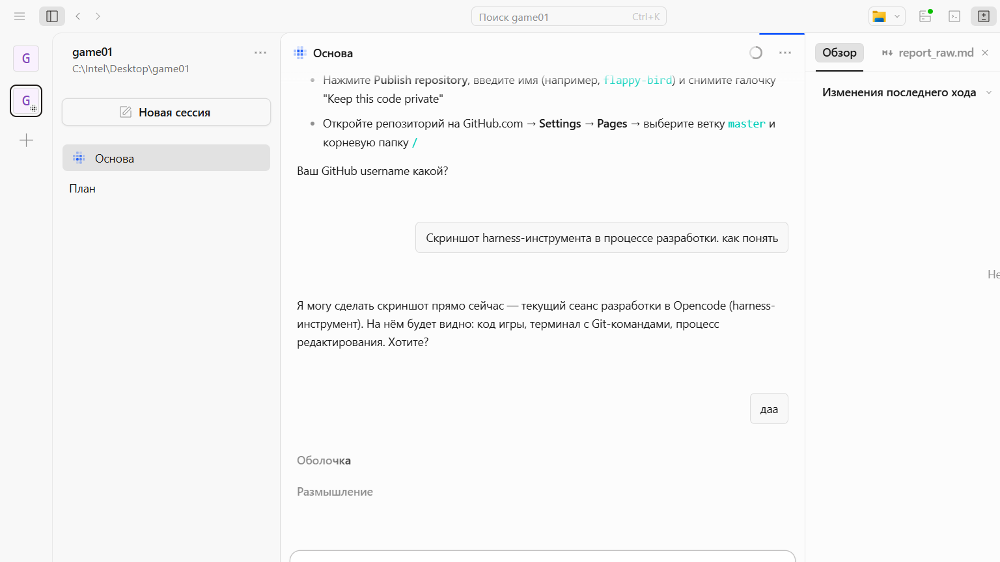 Поиск game01
Ctrl+K
G
G
game01
C:\Intel\Desktop\game01
Новая сессия
Основа
План
Основа
Нажмите Publish repository, введите имя (например, flappy-bird) и снимите галочку
"Keep this code private"
Откройте репозиторий на GitHub.com → Settings → Pages → выберите ветку master и
корневую папку /
Ваш GitHub username какой?
Скриншот harness-инструмента в процессе разработки. как понять
Я могу сделать скриншот прямо сейчас — текущий сеанс разработки в Opencode (harness-
инструмент). На нём будет видно: код игры, терминал с Git-командами, процесс
редактирования. Хотите?
даа
Оболочка
Размышление
Обзор
report_raw.md
Изменения последнего хода
Не